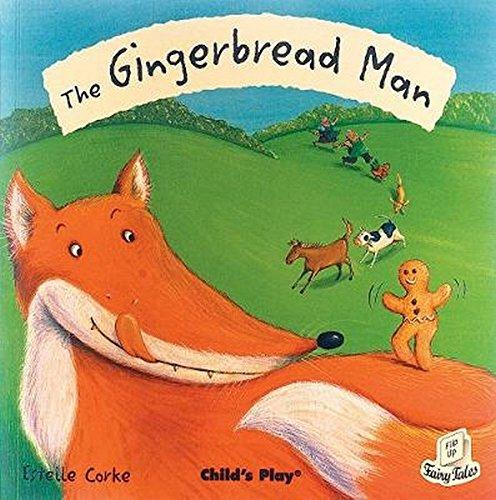 The Gingerbread Man
Estelle Corke
Child's Play®
FLIP
UP
Fairy Tales